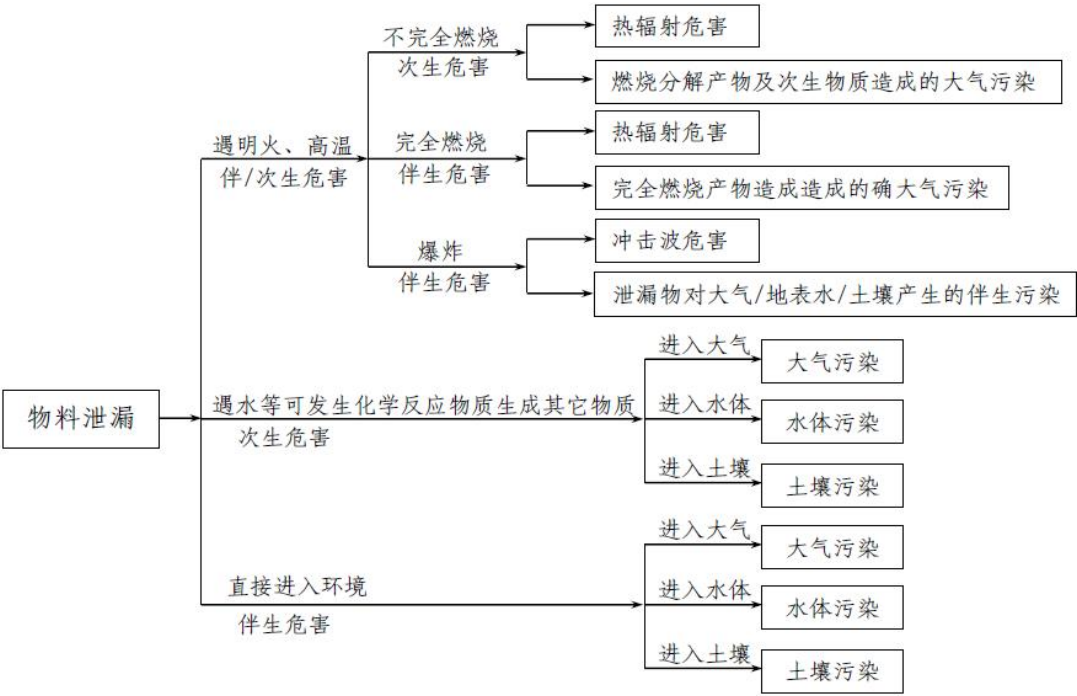 不完全燃烧
次生危害
热辐射危害
燃烧分解产物及次生物质造成的大气污染
遇明火、高温
伴/次生危害
完全燃烧
伴生危害
热辐射危害
完全燃烧产物造成造成的确大气污染
爆炸
伴生危害
冲击波危害
泄漏物对大气/地表水/土壤产生的伴生污染
物料泄漏
遇水等可发生化学反应物质生成其它物质
次生危害
进入大气
大气污染
进入水体
水体污染
进入土壤
土壤污染
直接进入环境
伴生危害
进入大气
大气污染
进入水体
水体污染
进入土壤
土壤污染